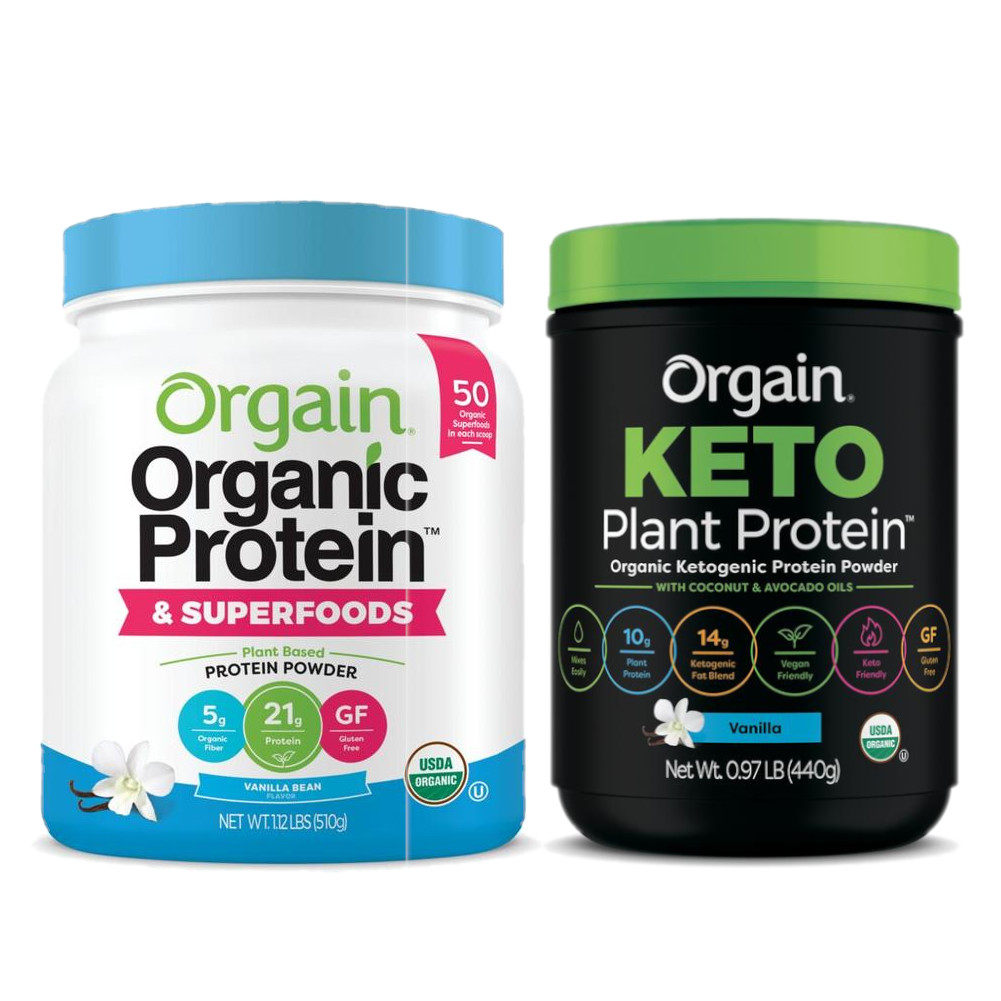 Orgain®
Organic
Protein™
& SUPERFOODS
Plant Based
PROTEIN POWDER
50
Organic
Superfoods
in each scoop
5g
Organic
Fiber
21g
Protein
GF
Gluten
Free
VANILLA BEAN
FLAVOR
USDA
ORGANIC
U
NET WT. 1.12 LBS (510g)
Orgain®
KETO
Plant Protein™
Organic Ketogenic Protein Powder
WITH COCONUT & AVOCADO OILS
Mixes
Easily
10g
Plant
Protein
14g
Ketogenic
Fat Blend
Vegan
Friendly
Keto
Friendly
GF
Gluten
Free
Vanilla
USDA
ORGANIC
U
Net Wt. 0.97 LB (440g)